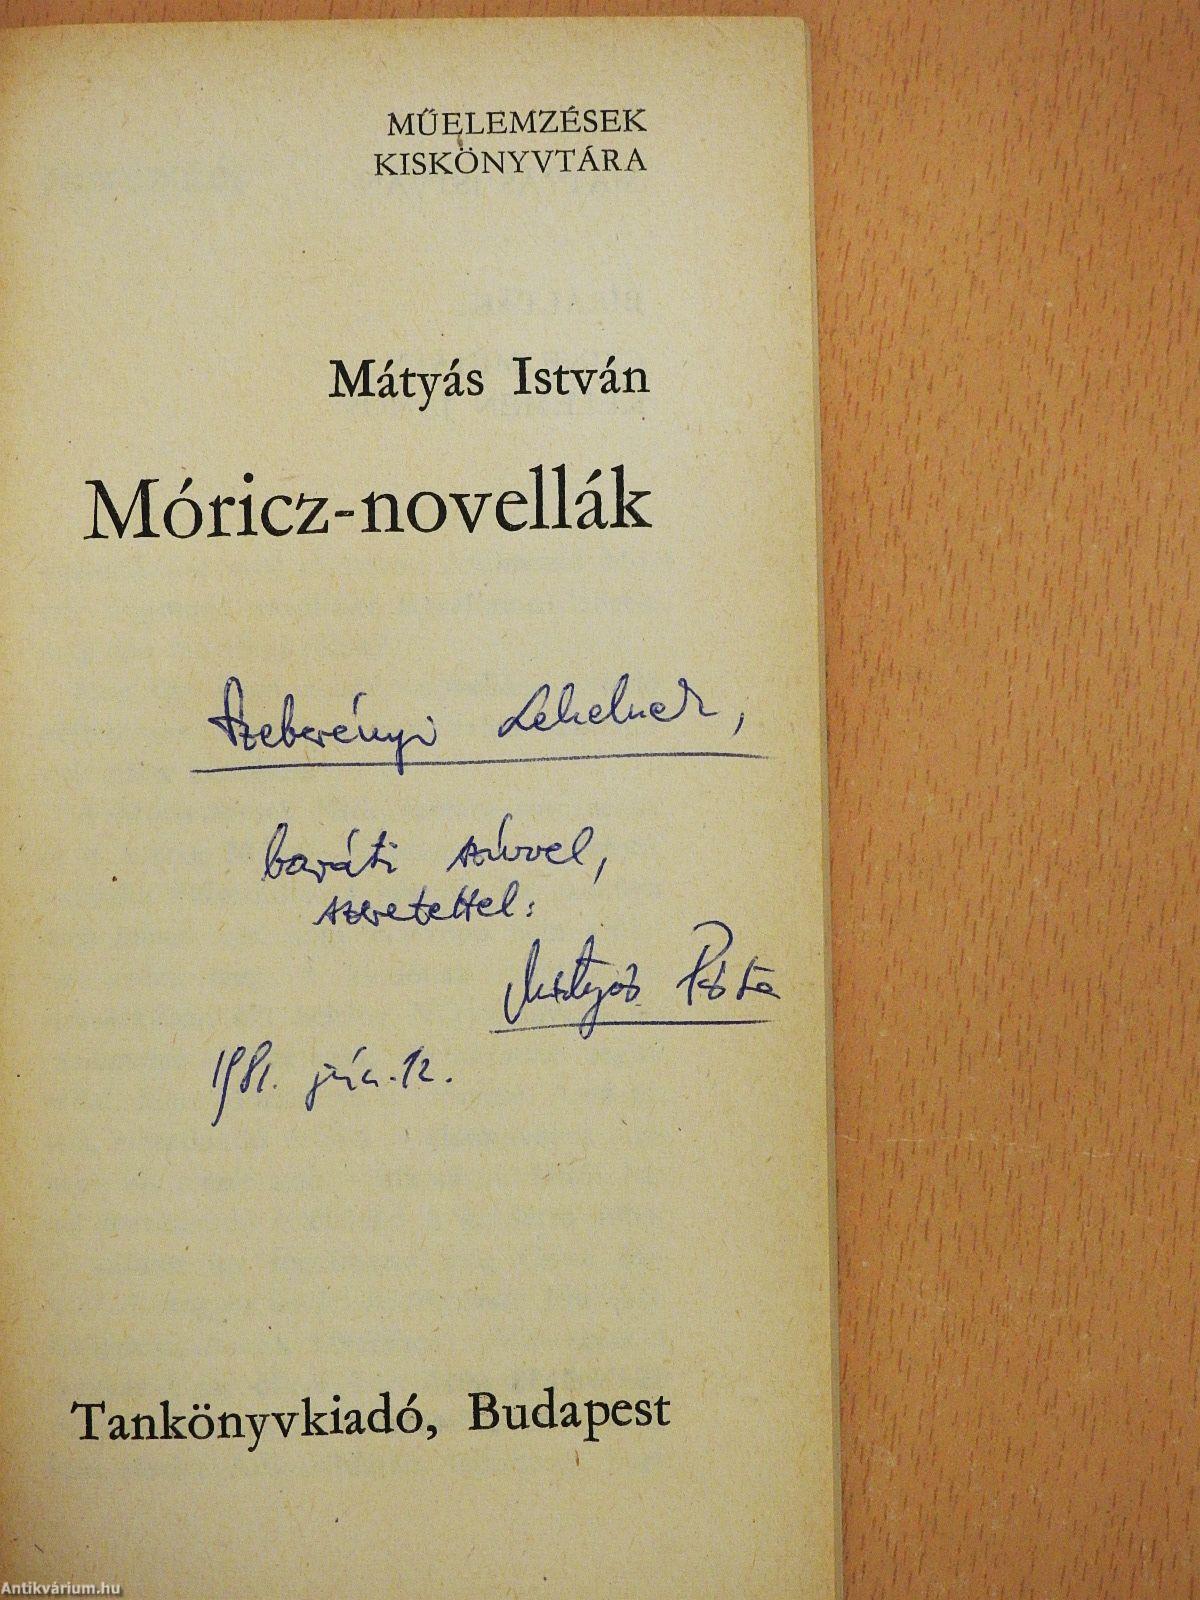 MŰELEMZÉSEK
KISKÖNYVTÁRA
Mátyás István
Móricz-novellák
Szeberényi Lehelnek,
baráti szívvel,
szeretettel:
Mátyás Pista
1981. jún. 12.
Tankönyvkiadó, Budapest
Antikvárium.hu